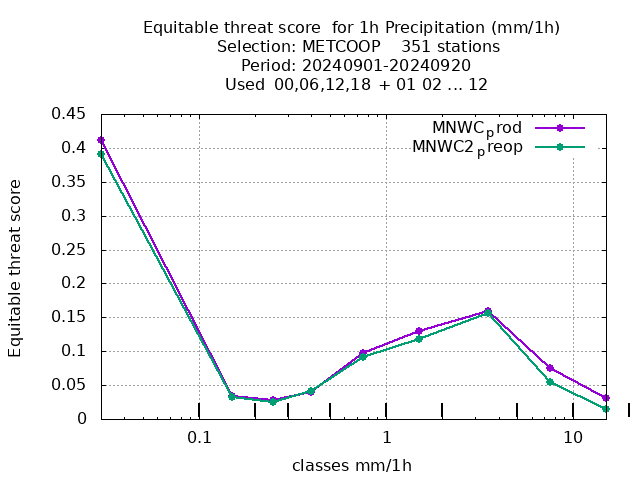 Equitable threat score  for 1h Precipitation (mm/1h)
Selection: METCOOP    351 stations
Period: 20240901-20240920
Used  00,06,12,18 + 01 02 ... 12
MNWC_prod
MNWC2_preop
Equitable threat score
0.45
0.4
0.35
0.3
0.25
0.2
0.15
0.1
0.05
0
0.1 1 10
classes mm/1h